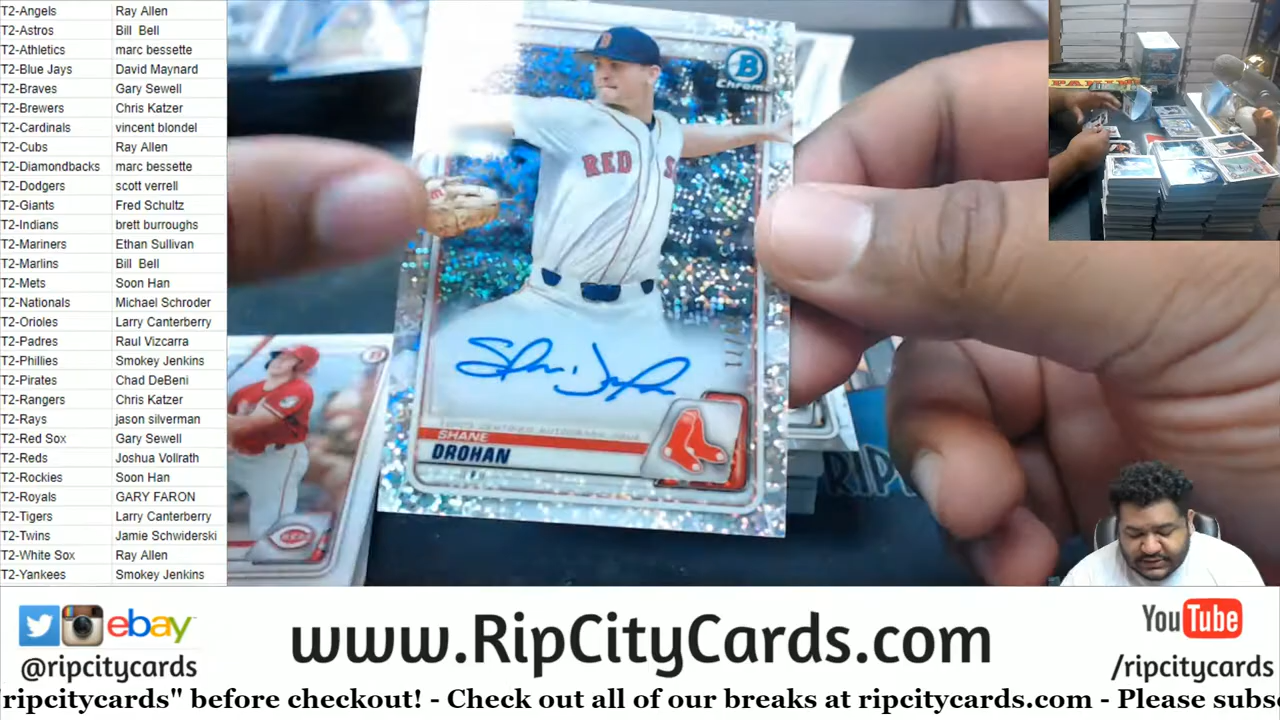 T2-Angels Ray Allen
T2-Astros Bill Bell
T2-Athletics marc bessette
T2-Blue Jays David Maynard
T2-Braves Gary Sewell
T2-Brewers Chris Katzer
T2-Cardinals vincent blondel
T2-Cubs Ray Allen
T2-Diamondbacks marc bessette
T2-Dodgers scott verrell
T2-Giants Fred Schultz
T2-Indians brett burroughs
T2-Mariners Ethan Sullivan
T2-Marlins Bill Bell
T2-Mets Soon Han
T2-Nationals Michael Schroder
T2-Orioles Larry Canterberry
T2-Padres Raul Vizcarra
T2-Phillies Smokey Jenkins
T2-Pirates Chad DeBeni
T2-Rangers Chris Katzer
T2-Rays jason silverman
T2-Red Sox Gary Sewell
T2-Reds Joshua Vollrath
T2-Rockies Soon Han
T2-Royals GARY FARON
T2-Tigers Larry Canterberry
T2-Twins Jamie Schwiderski
T2-White Sox Ray Allen
T2-Yankees Smokey Jenkins
B
Chrome
RED S
TOPPS CERTIFIED AUTOGRAPH ISSUE
SHANE
DROHAN
REDS
RIP
ebay
@ripcitycards
www.RipCityCards.com
YouTube
/ripcitycards
"ripcitycards" before checkout! - Check out all of our breaks at ripcitycards.com - Please subs